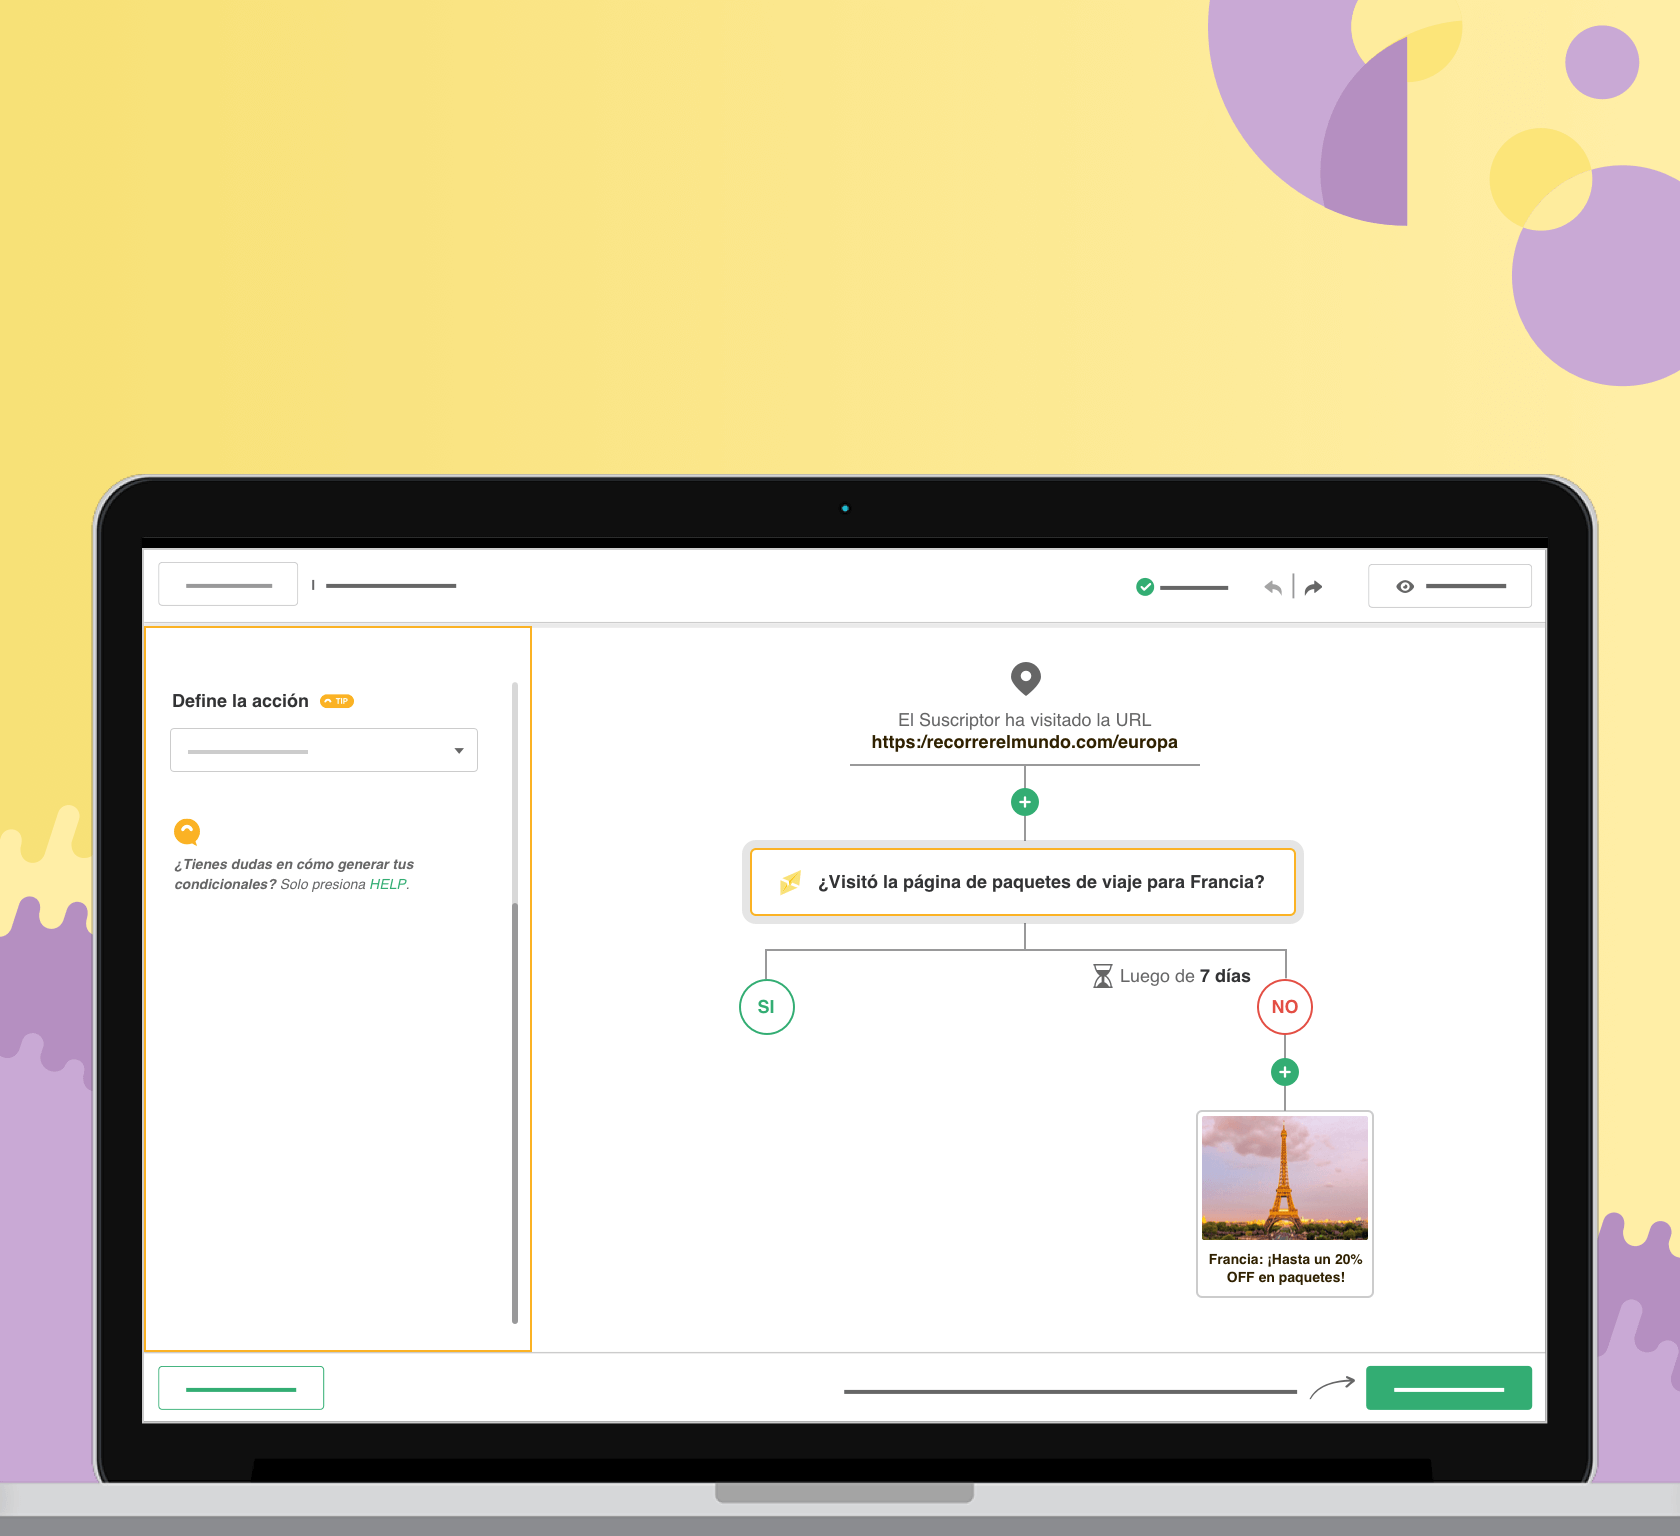 Define la acción
TIP
¿Tienes dudas en cómo generar tus
condicionales? Solo presiona HELP.
El Suscriptor ha visitado la URL
https:/recorrerelmundo.com/europa
¿Visitó la página de paquetes de viaje para Francia?
Luego de 7 días
SI
NO
Francia: ¡Hasta un 20%
OFF en paquetes!